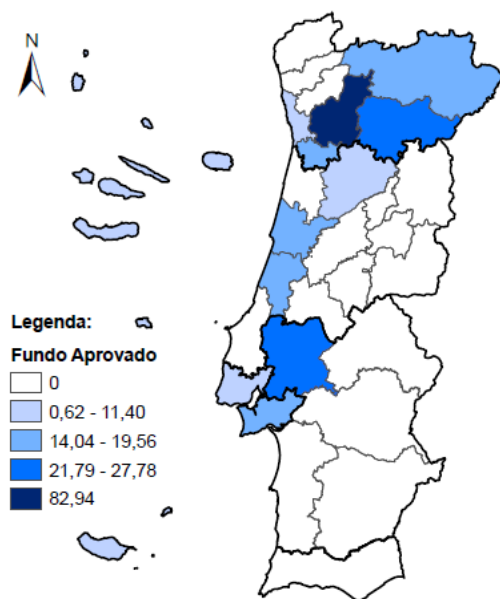 N
Legenda:
Fundo Aprovado
0
0,62 - 11,40
14,04 - 19,56
21,79 - 27,78
82,94